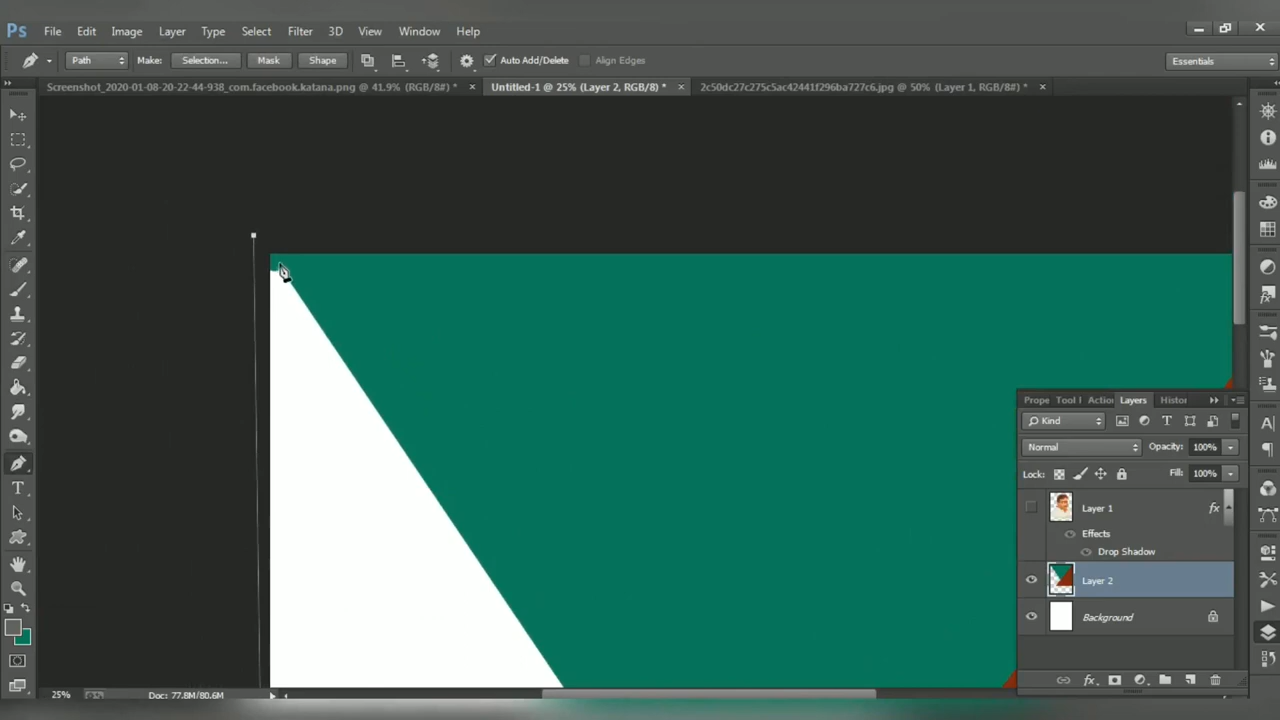 Ps File Edit Image Layer Type Select Filter 3D View Window Help
Path Make: Selection... Mask Shape Auto Add/Delete Align Edges Essentials
Screenshot_2020-01-08-20-22-44-938_com.facebook.katana.png @ 41.9% (RGB/8#) * × Untitled-1 @ 25% (Layer 2, RGB/8) * × 2c50dc27c275c5ac42441f296ba727c6.jpg @ 50% (Layer 1, RGB/8#) * ×
Prope Tool I Action Layers Histor
Kind
Normal Opacity: 100%
Lock: Fill: 100%
Layer 1 fx
Effects
Drop Shadow
Layer 2
Background
25% Doc: 77.8M/80.6M